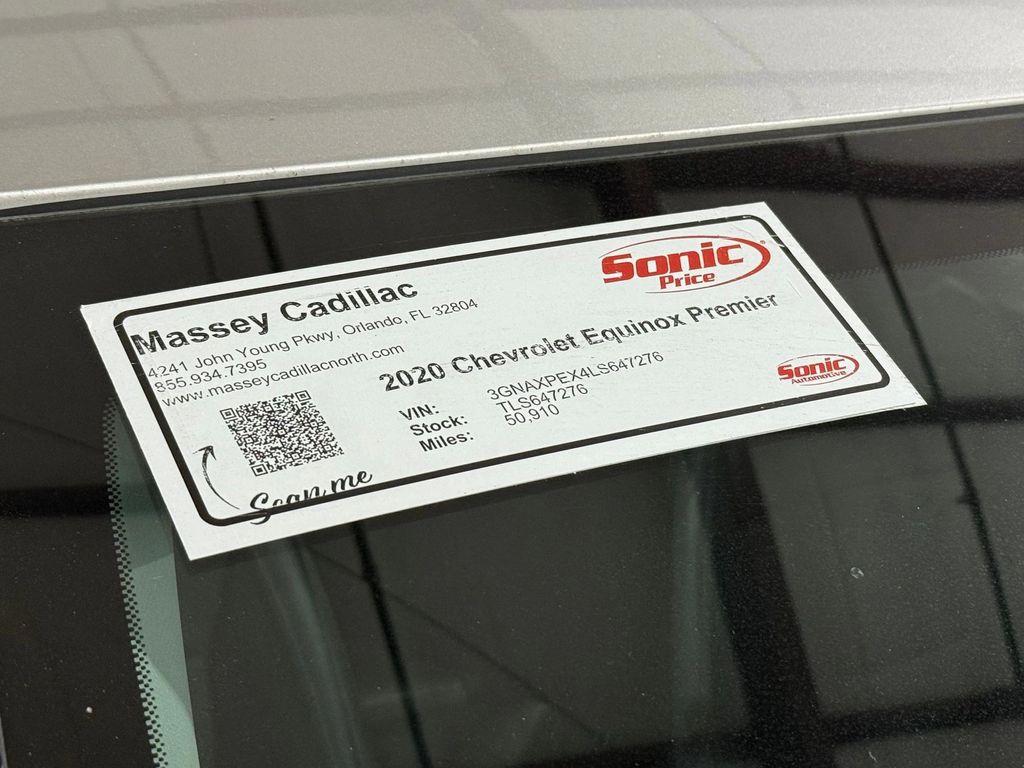 Massey Cadillac
4241 John Young Pkwy, Orlando, FL 32804
855.934.7395
www.masseycadillacnorth.com
Sonic®
Price
2020 Chevrolet Equinox Premier
VIN: 3GNAXPEX4LS647276
Stock: TLS647276
Miles: 50,910
Scan me
Sonic
Automotive